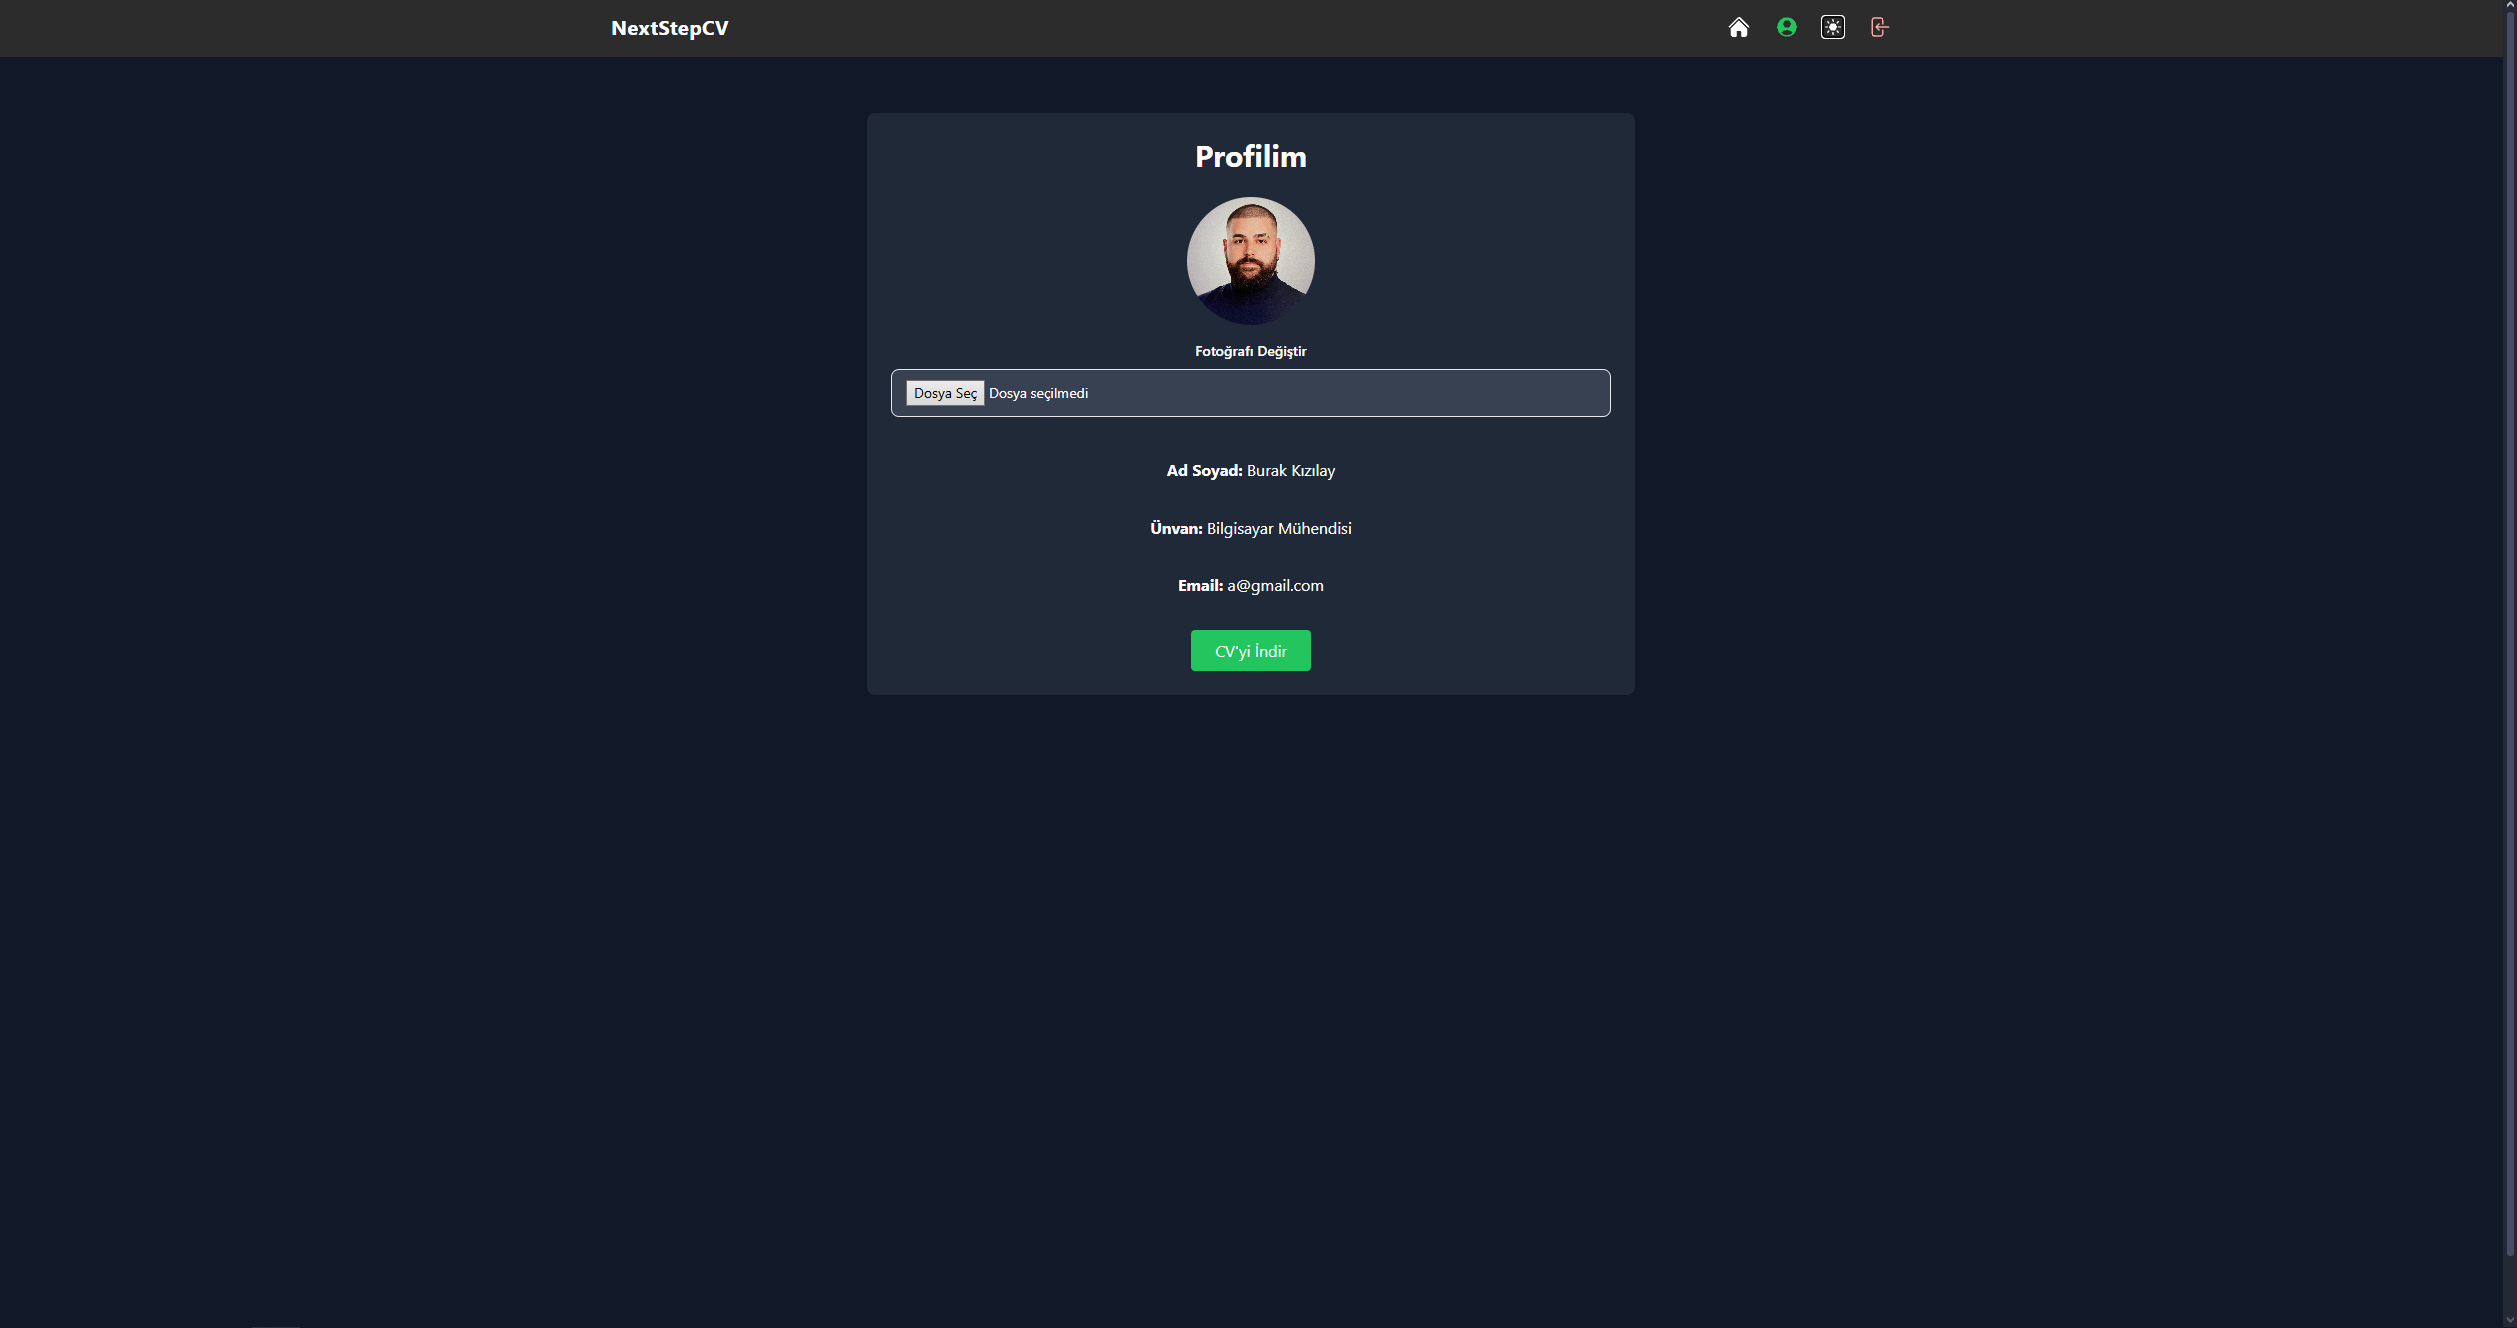 NextStepCV
Profilim
Fotoğrafı Değiştir
Dosya Seç Dosya seçilmedi
Ad Soyad: Burak Kızılay
Ünvan: Bilgisayar Mühendisi
Email: a@gmail.com
CV'yi İndir